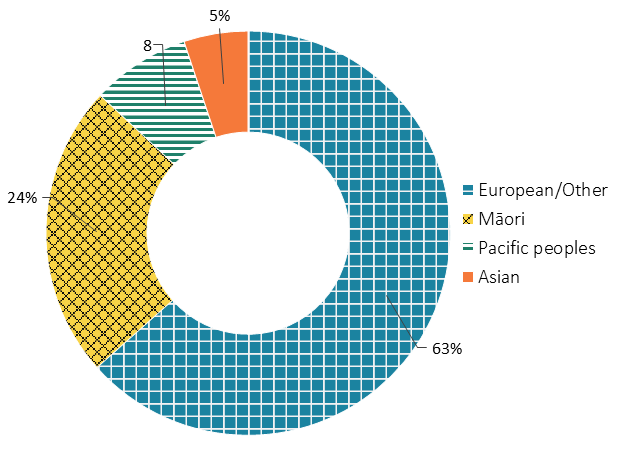 5%
8
24%
63%
European/Other
Māori
Pacific peoples
Asian